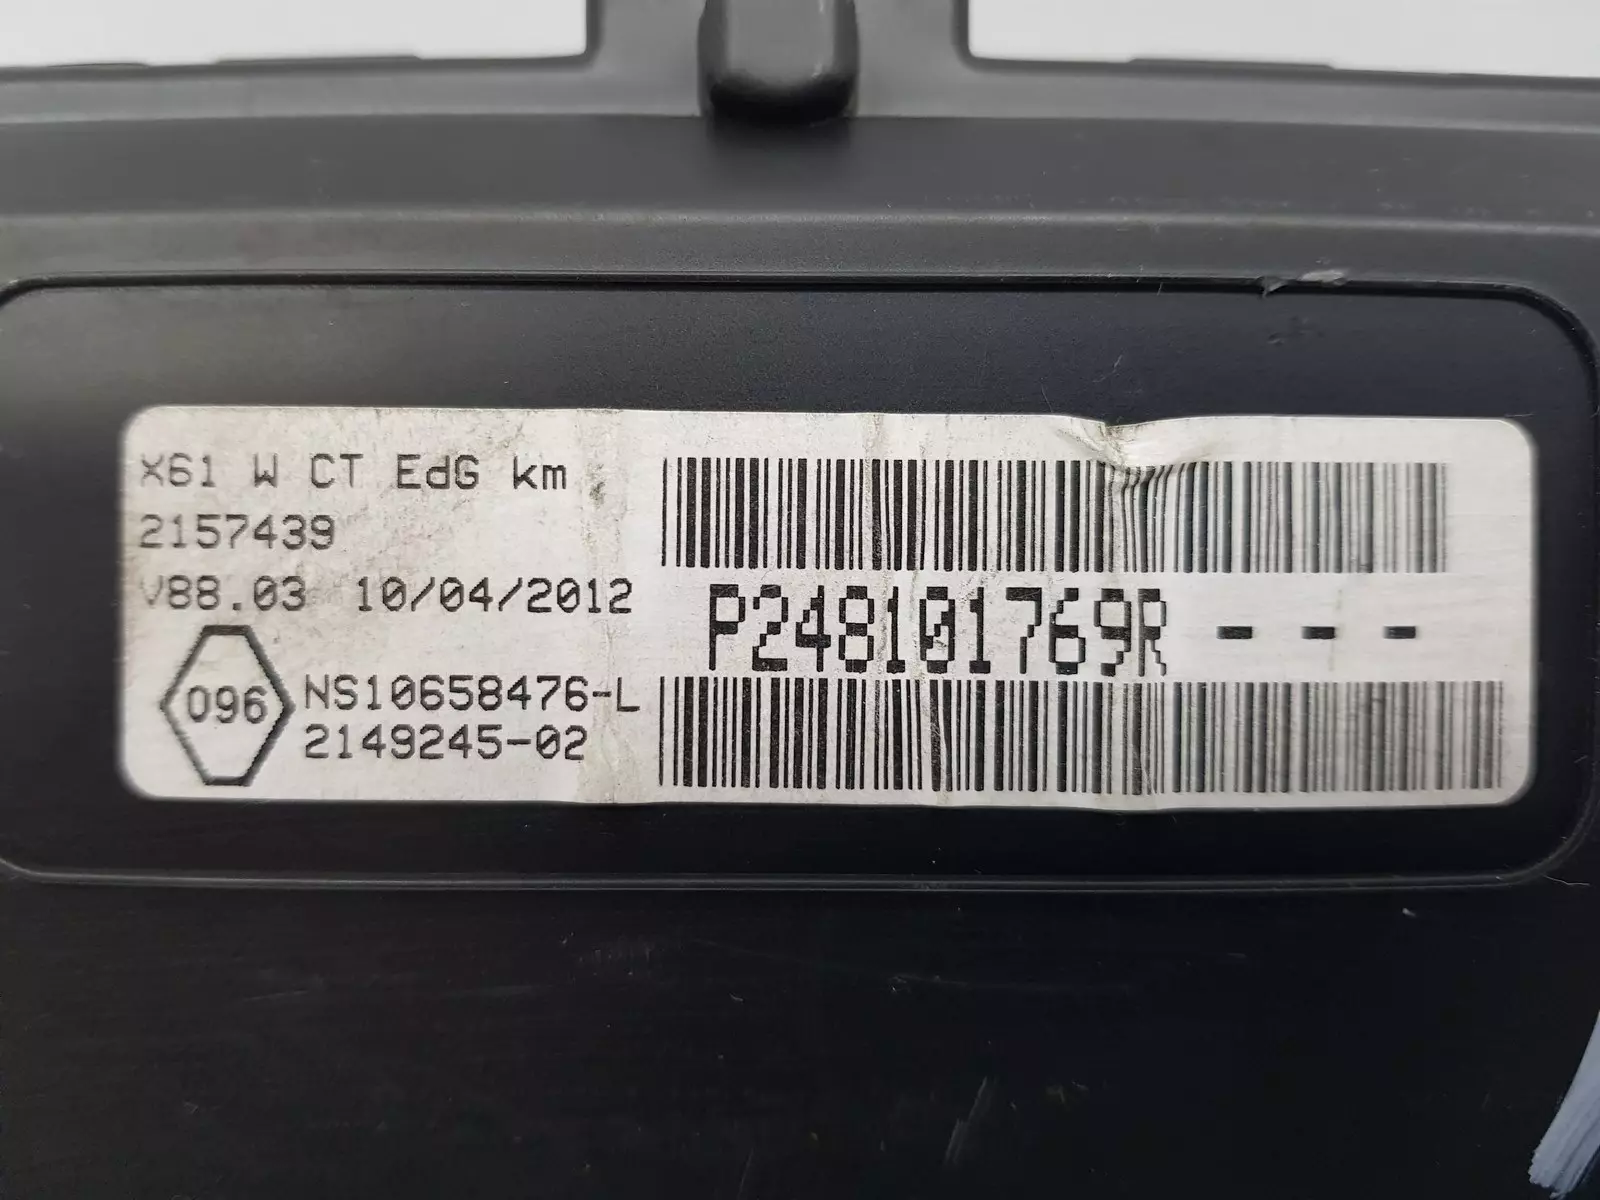 X61 W CT EdG km
2157439
V88.03 10/04/2012
096
NS10658476-L
2149245-02
P248101769R---